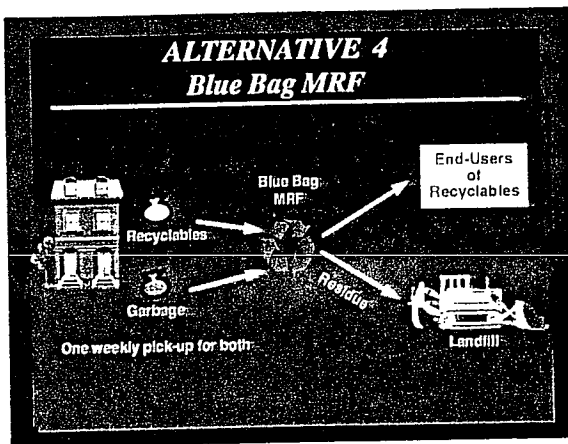 ALTERNATIVE 4
Blue Bag MRF
End-Users
of
Recyclables
Blue Bag
MRF
Recyclables
Residue
Garbage
Landfill
One weekly pick-up for both